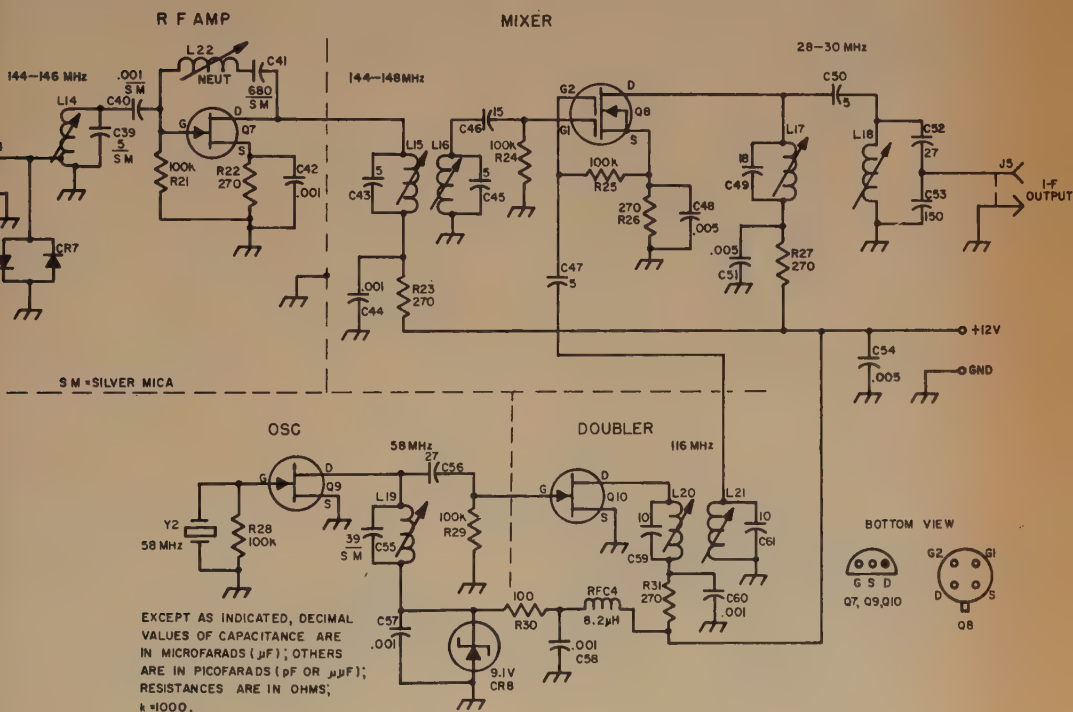 R F AMP
MIXER
L22
NEUT
C41
680
SM
144–146 MHz
.001
SM
C40
L14
C39
5
SM
G
D
Q7
S
100k
R21
R22
270
C42
.001
CR7
144–148MHz
L15
L16
5
C43
5
C45
15
C46
100k
R24
G2
G1
D
Q8
S
100k
R25
270
R26
C48
.005
C47
5
.001
C44
R23
270
28–30 MHz
C50
5
L17
L18
18
C49
C52
27
C53
150
J5
I-F
OUTPUT
.005
C51
R27
270
+12V
C54
.005
GND
SM = SILVER MICA
OSC
58 MHz
27
C56
G
D
Q9
S
L19
39
SM
C55
100k
R29
Y2
58 MHz
R28
100k
DOUBLER
116 MHz
G
D
Q10
S
L20
L21
10
C59
10
C61
R31
270
C60
.001
C57
.001
100
R30
RFC4
8.2μH
.001
C58
9.1V
CR8
BOTTOM VIEW
G S D
Q7, Q9,Q10
G2
G1
D
S
Q8
EXCEPT AS INDICATED, DECIMAL
VALUES OF CAPACITANCE ARE
IN MICROFARADS (μF); OTHERS
ARE IN PICOFARADS (pF OR μμF);
RESISTANCES ARE IN OHMS;
k =1000.